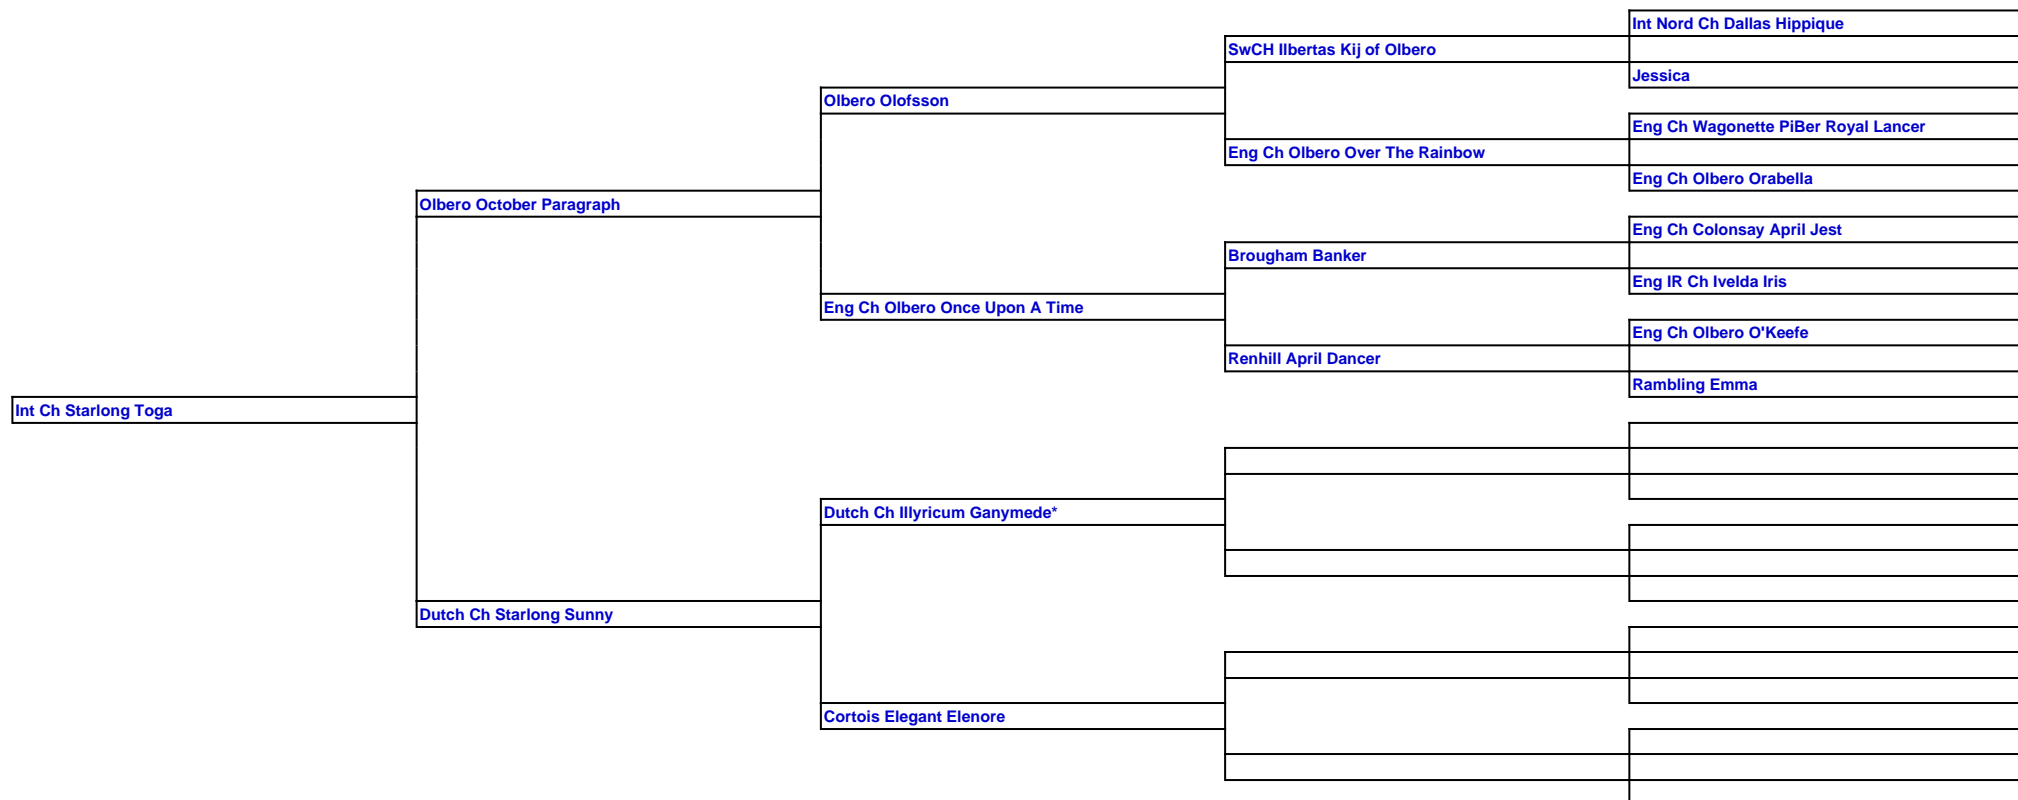 Int Nord Ch Dallas Hippique
SwCH Ilbertas Kij of Olbero
Jessica
Olbero Olofsson
Eng Ch Wagonette PiBer Royal Lancer
Eng Ch Olbero Over The Rainbow
Eng Ch Olbero Orabella
Olbero October Paragraph
Eng Ch Colonsay April Jest
Brougham Banker
Eng IR Ch Ivelda Iris
Eng Ch Olbero Once Upon A Time
Eng Ch Olbero O'Keefe
Renhill April Dancer
Rambling Emma
Int Ch Starlong Toga
Dutch Ch Illyricum Ganymede*
Dutch Ch Starlong Sunny
Cortois Elegant Elenore